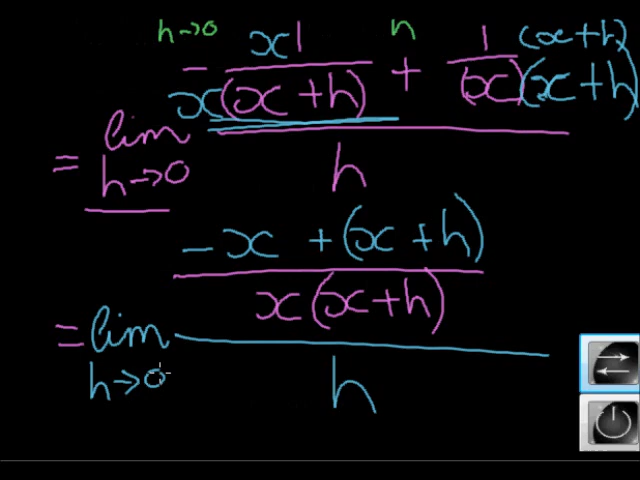 h→0 x1 h 1 (x+h)
- x(x+h) + (x)(x+h)
= lim h→0 h
-x + (x+h)
x(x+h)
= lim
h→0 h